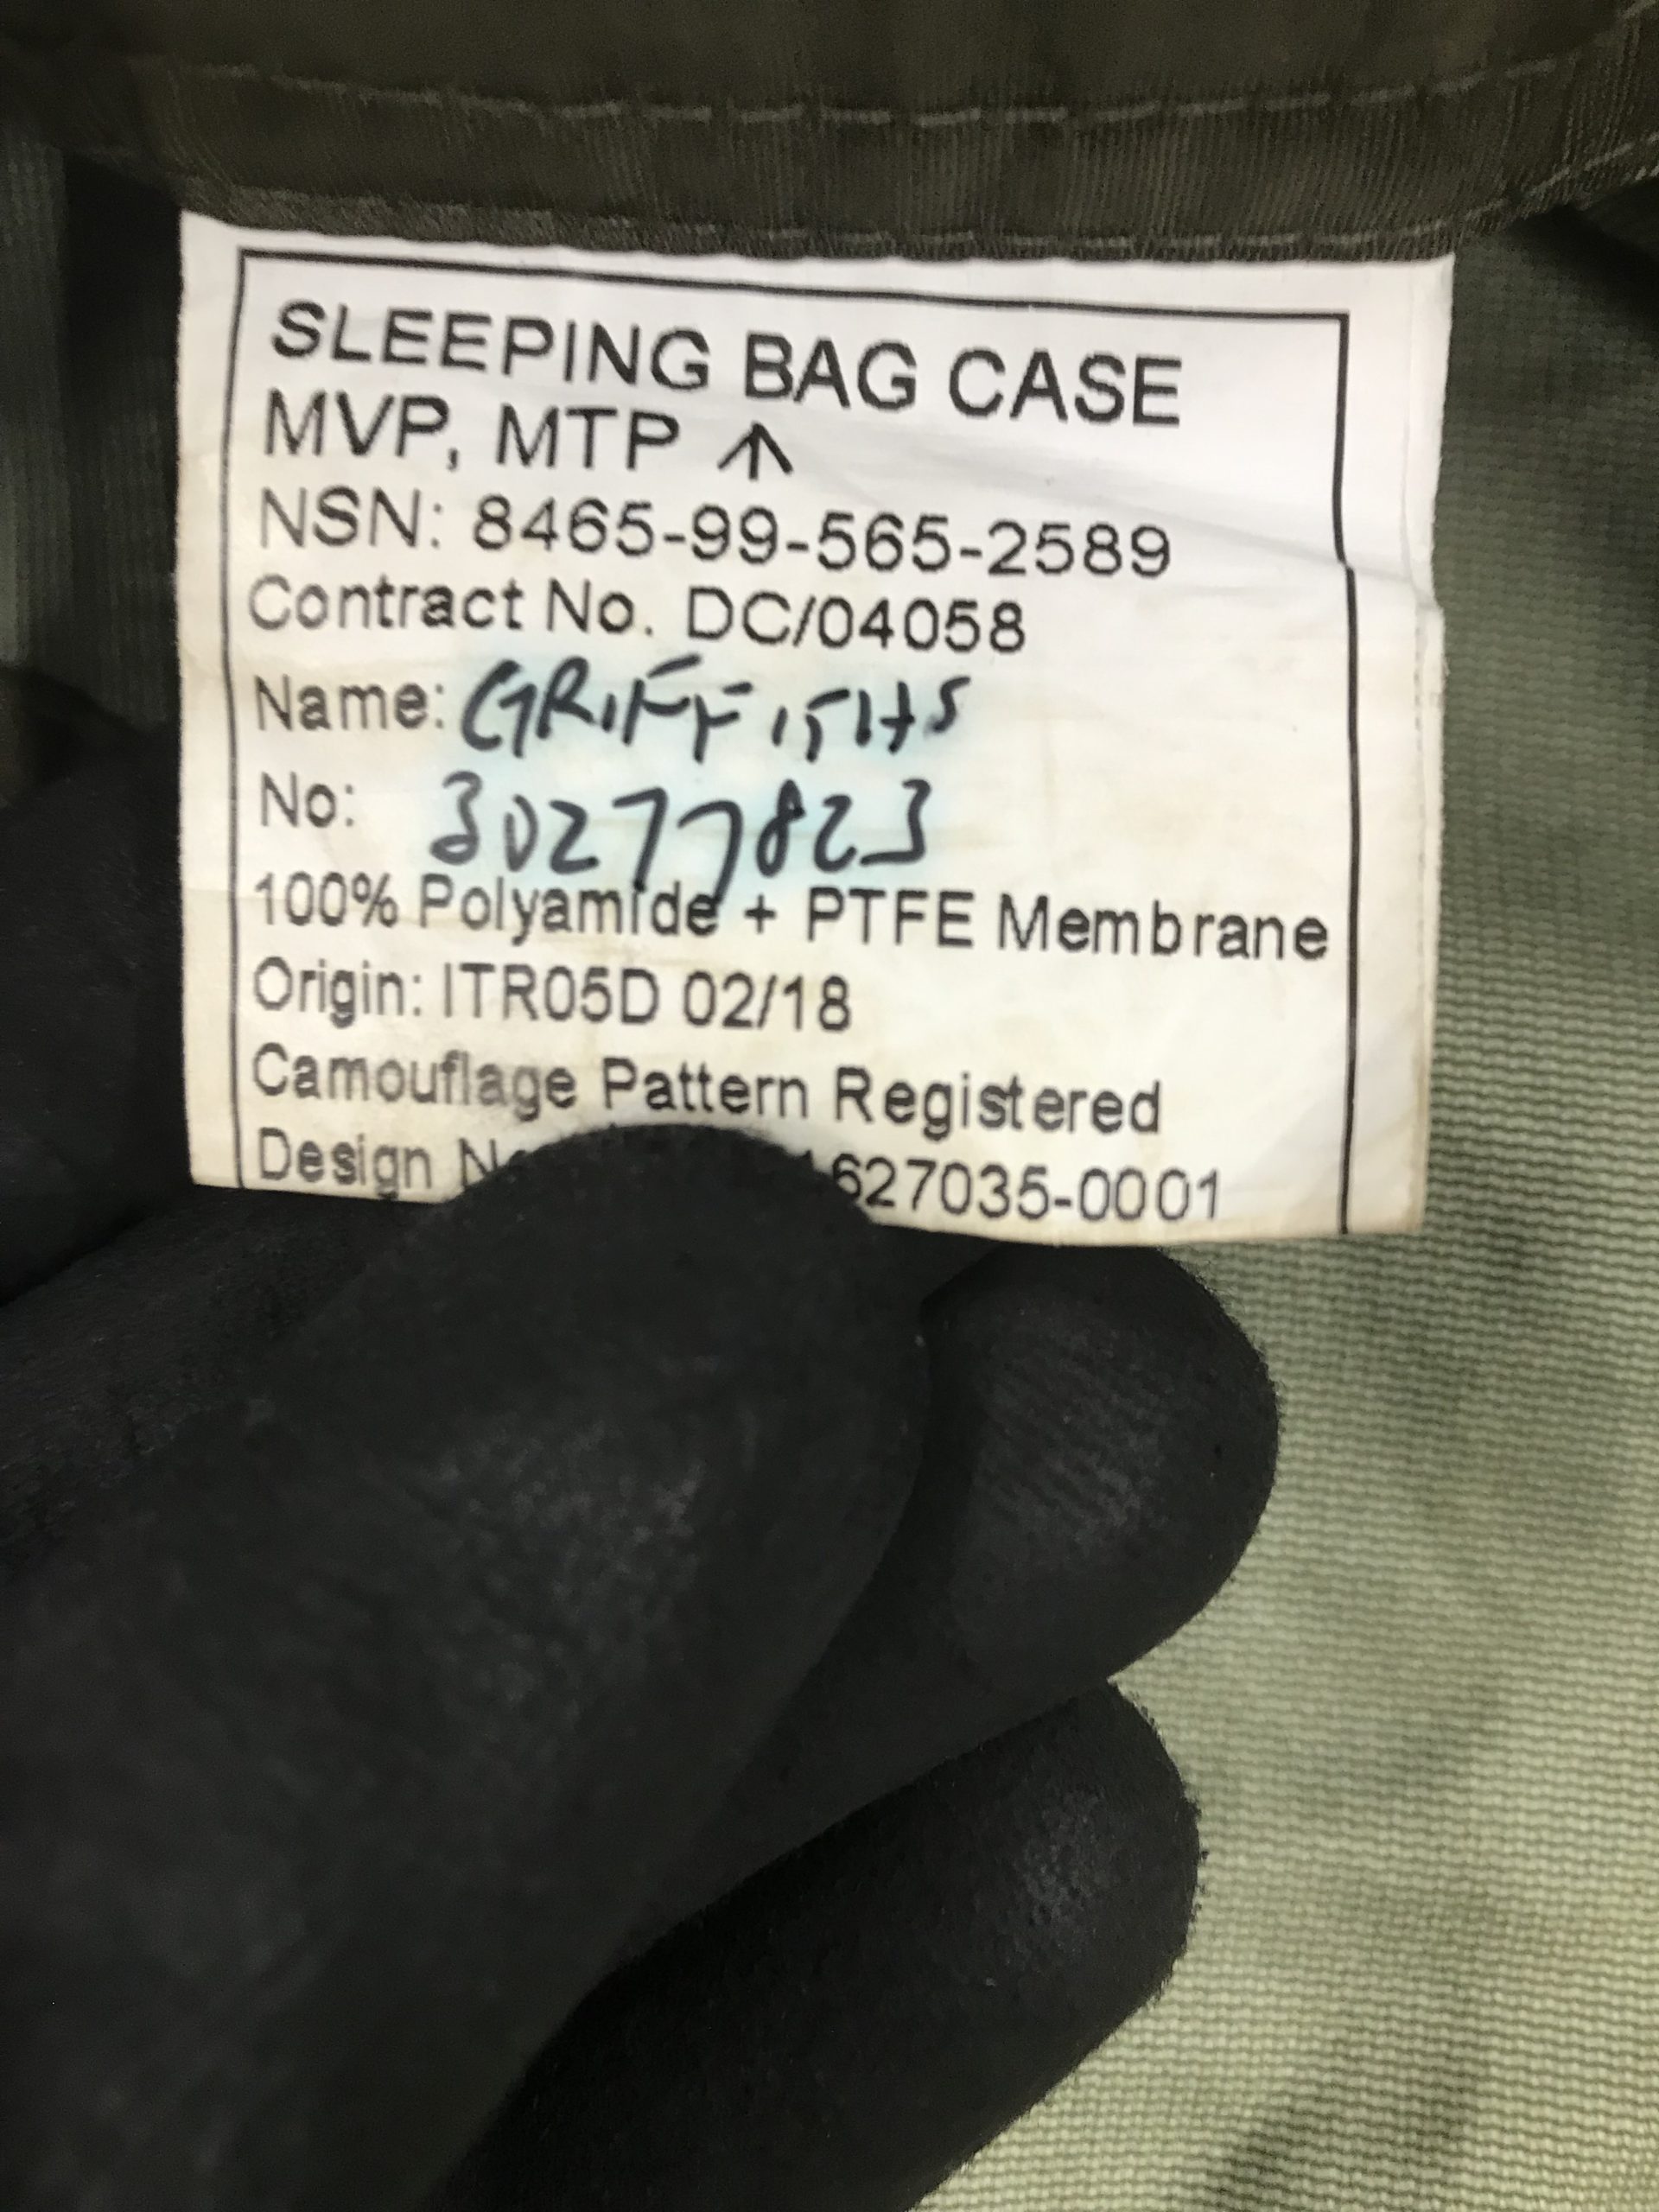 SLEEPING BAG CASE
MVP, MTP ↑
NSN: 8465-99-565-2589
Contract No. DC/04058
Name: GRIFFITHS
No: 30277823
100% Polyamide + PTFE Membrane
Origin: ITR05D 02/18
Camouflage Pattern Registered
Design 627035-0001